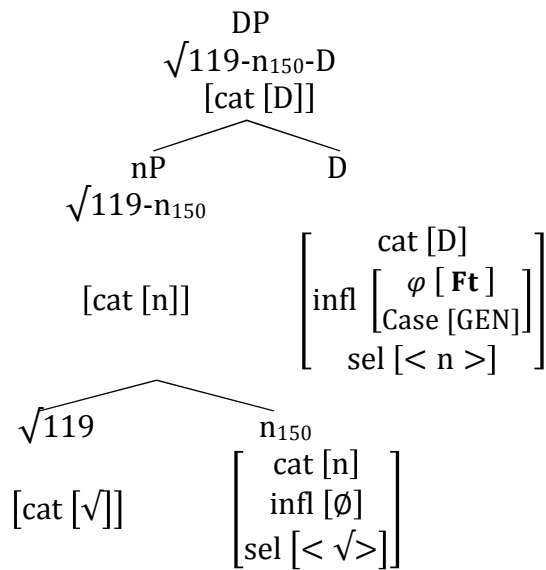 DP
√119-n₁₅₀-D
[cat [D]]
nP D
√119-n₁₅₀
cat [D]
[cat [n]] infl [φ [ Ft ]
Case [GEN]]
sel [< n >]
√119 n₁₅₀
cat [n]
[cat [√]] infl [Ø]
sel [< √>]